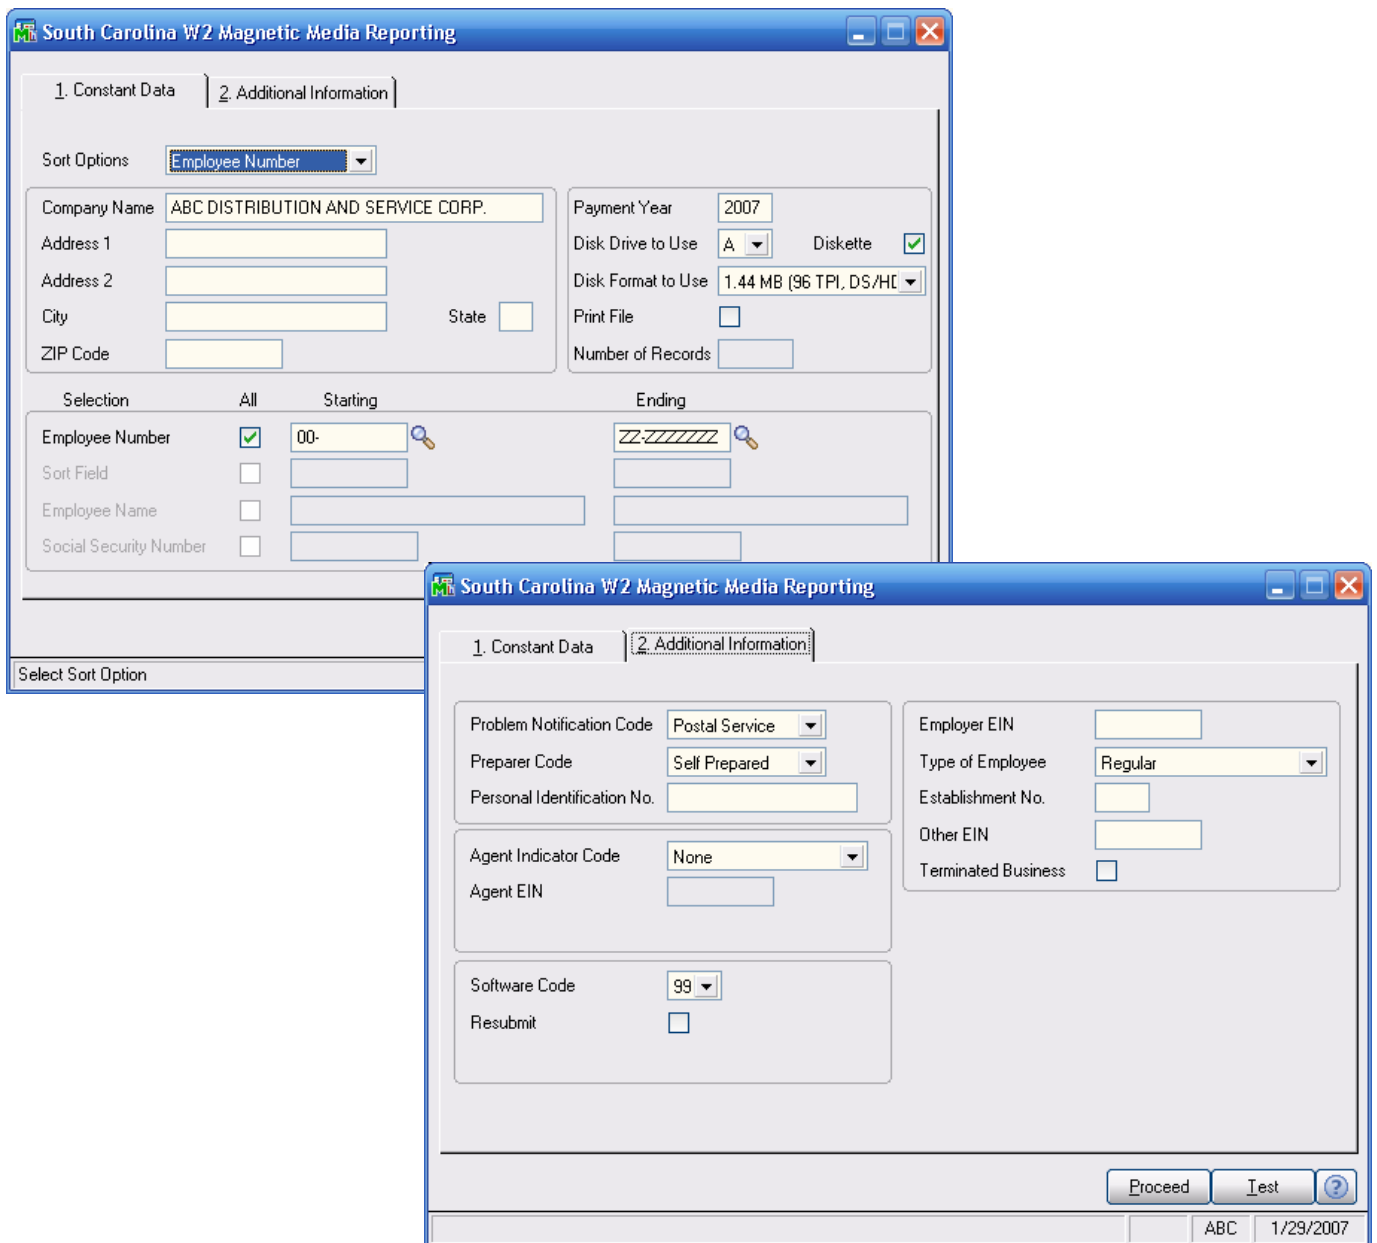 South Carolina W2 Magnetic Media Reporting
1. Constant Data 2. Additional Information
Sort Options Employee Number
Company Name ABC DISTRIBUTION AND SERVICE CORP.
Address 1
Address 2
City State
ZIP Code
Payment Year 2007
Disk Drive to Use A Diskette
Disk Format to Use 1.44 MB (96 TPI, DS/HD
Print File
Number of Records
Selection All Starting Ending
Employee Number 00- ZZ-ZZZZZZZ
Sort Field
Employee Name
Social Security Number
Select Sort Option
South Carolina W2 Magnetic Media Reporting
1. Constant Data 2. Additional Information
Problem Notification Code Postal Service
Preparer Code Self Prepared
Personal Identification No.
Agent Indicator Code None
Agent EIN
Software Code 99
Resubmit
Employer EIN
Type of Employee Regular
Establishment No.
Other EIN
Terminated Business
Proceed Test ?
ABC 1/29/2007